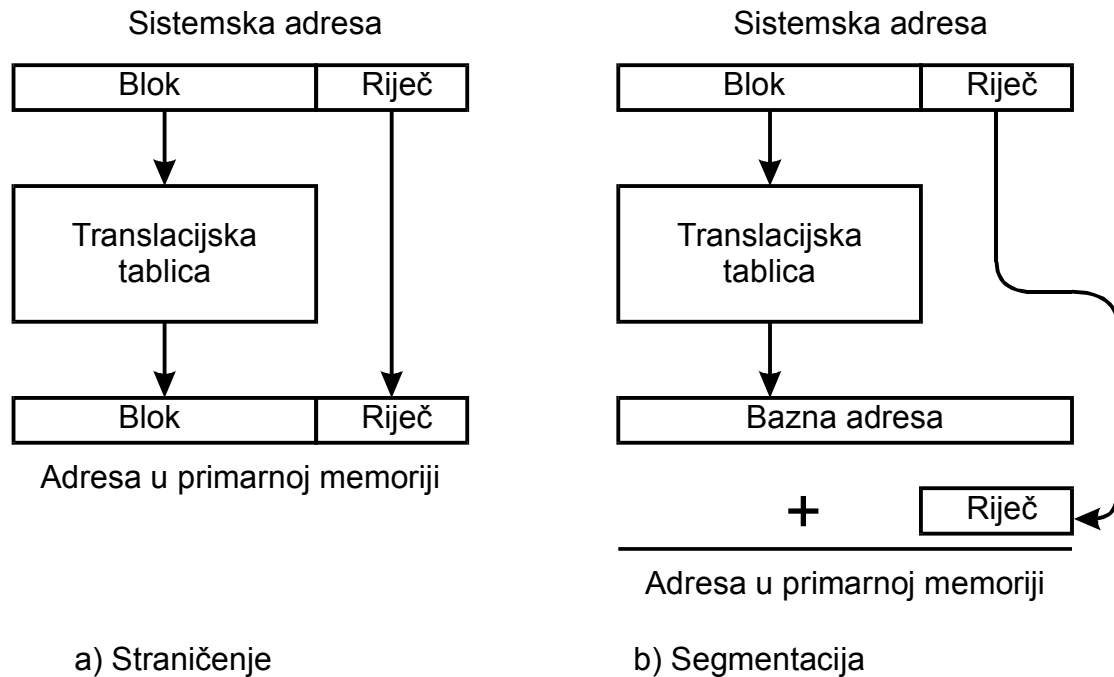 Sistemska adresa
Blok
Riječ
Translacijska
tablica
Blok
Riječ
Adresa u primarnoj memoriji
a) Straničenje
Sistemska adresa
Blok
Riječ
Translacijska
tablica
Bazna adresa
+
Riječ
Adresa u primarnoj memoriji
b) Segmentacija